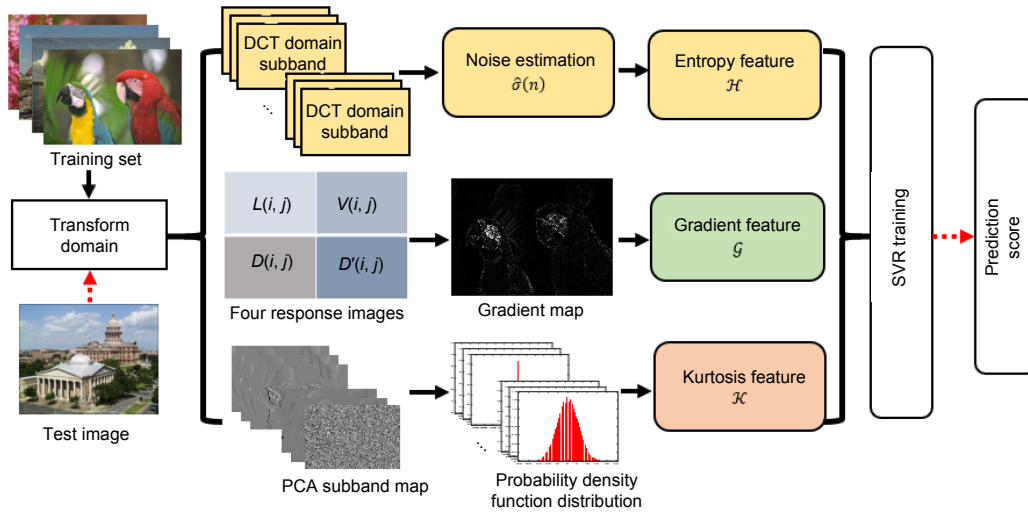 Training set
Transform
domain
Test image
DCT domain
subband
DCT domain
subband
Noise estimation
σ̂(n)
Entropy feature
ℋ
L(i, j)
V(i, j)
D(i, j)
D'(i, j)
Four response images
Gradient map
Gradient feature
𝒢
PCA subband map
Probability density
function distribution
Kurtosis feature
𝒦
SVR training
Prediction
score